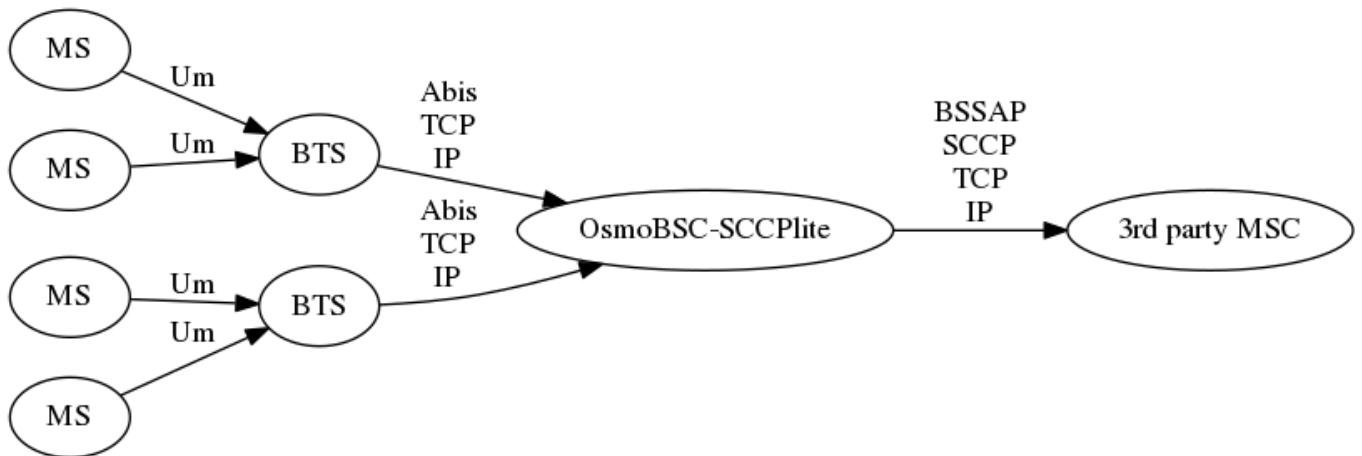 MS
Um
MS
Um
BTS
Abis
TCP
IP
MS
Um
MS
Um
BTS
Abis
TCP
IP
OsmoBSC-SCCPlite
BSSAP
SCCP
TCP
IP
3rd party MSC